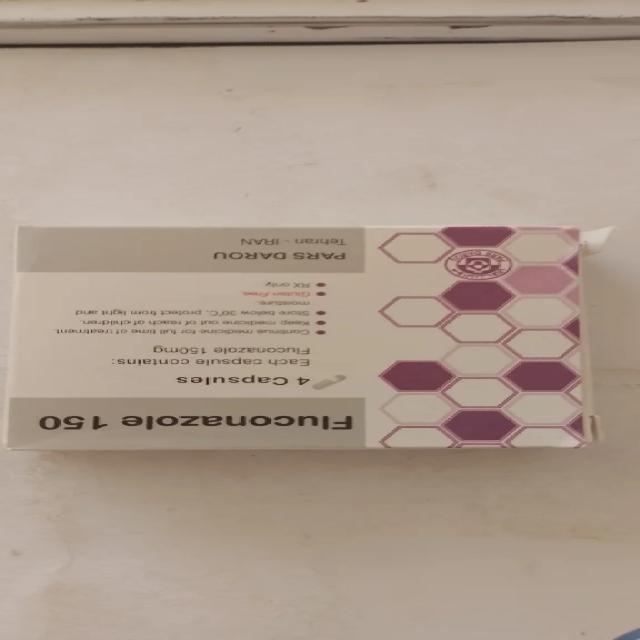 Fluconazole 150
4 Capsules
Each capsule contains:
Fluconazole 150mg
Continue medicine for full time of treatment.
Keep medicine out of reach of children.
Store below 30°C, protect from light and
moisture.
Gluten Free.
RX only.
PARS DAROU
Tehran - IRAN